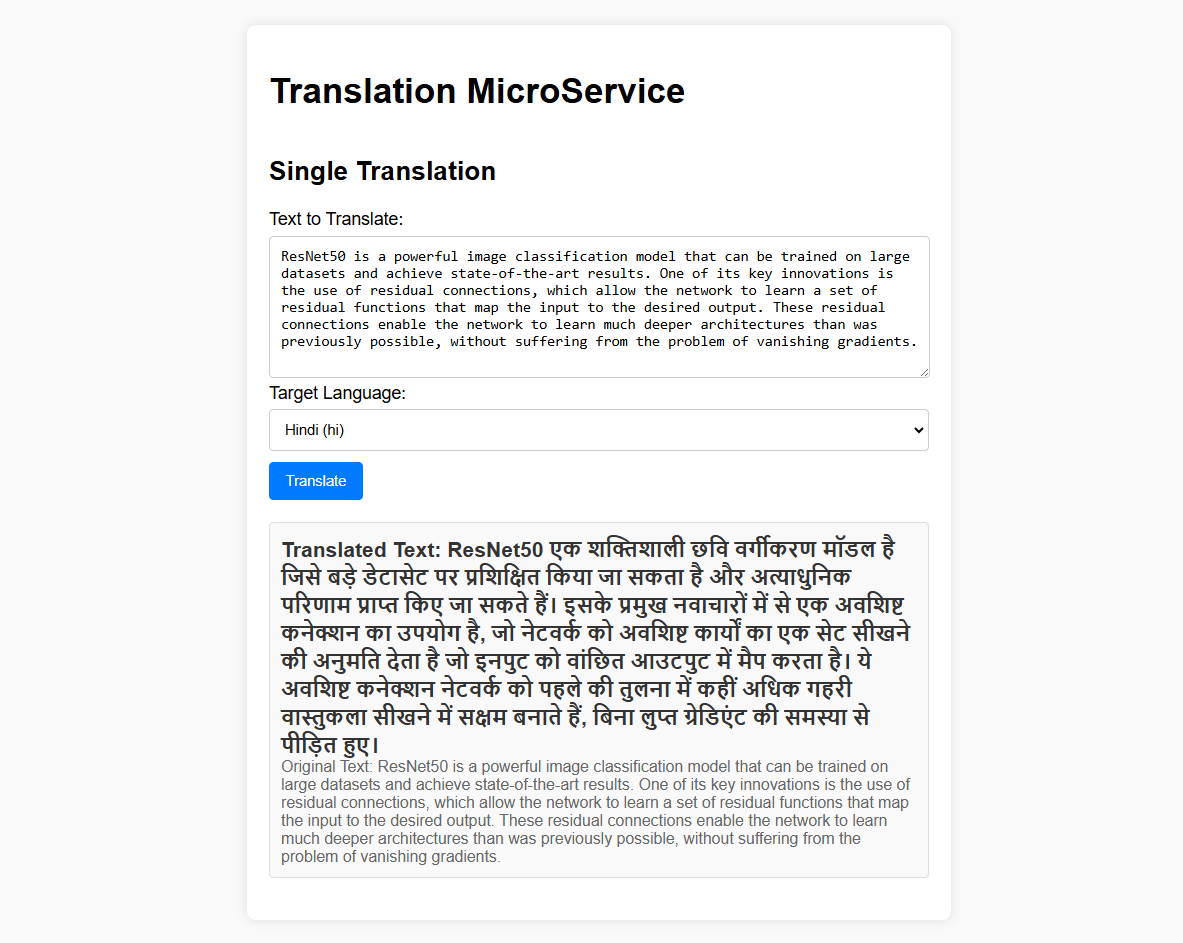 Translation MicroService
Single Translation
Text to Translate:
ResNet50 is a powerful image classification model that can be trained on large
datasets and achieve state-of-the-art results. One of its key innovations is
the use of residual connections, which allow the network to learn a set of
residual functions that map the input to the desired output. These residual
connections enable the network to learn much deeper architectures than was
previously possible, without suffering from the problem of vanishing gradients.
Target Language:
Hindi (hi)
Translate
Translated Text: ResNet50 एक शक्तिशाली छवि वर्गीकरण मॉडल है
जिसे बड़े डेटासेट पर प्रशिक्षित किया जा सकता है और अत्याधुनिक
परिणाम प्राप्त किए जा सकते हैं। इसके प्रमुख नवाचारों में से एक अवशिष्ट
कनेक्शन का उपयोग है, जो नेटवर्क को अवशिष्ट कार्यों का एक सेट सीखने
की अनुमति देता है जो इनपुट को वांछित आउटपुट में मैप करता है। ये
अवशिष्ट कनेक्शन नेटवर्क को पहले की तुलना में कहीं अधिक गहरी
वास्तुकला सीखने में सक्षम बनाते हैं, बिना लुप्त ग्रेडिएंट की समस्या से
पीड़ित हुए।
Original Text: ResNet50 is a powerful image classification model that can be trained on
large datasets and achieve state-of-the-art results. One of its key innovations is the use of
residual connections, which allow the network to learn a set of residual functions that map
the input to the desired output. These residual connections enable the network to learn
much deeper architectures than was previously possible, without suffering from the
problem of vanishing gradients.